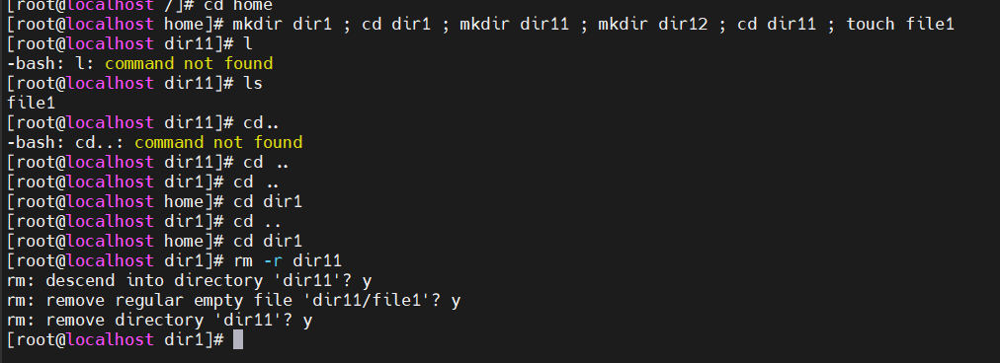 [root@localhost /]# cd home
[root@localhost home]# mkdir dir1 ; cd dir1 ; mkdir dir11 ; mkdir dir12 ; cd dir11 ; touch file1
[root@localhost dir11]# l
-bash: l: command not found
[root@localhost dir11]# ls
file1
[root@localhost dir11]# cd..
-bash: cd..: command not found
[root@localhost dir11]# cd ..
[root@localhost dir1]# cd ..
[root@localhost home]# cd dir1
[root@localhost dir1]# cd ..
[root@localhost home]# cd dir1
[root@localhost dir1]# rm -r dir11
rm: descend into directory 'dir11'? y
rm: remove regular empty file 'dir11/file1'? y
rm: remove directory 'dir11'? y
[root@localhost dir1]#